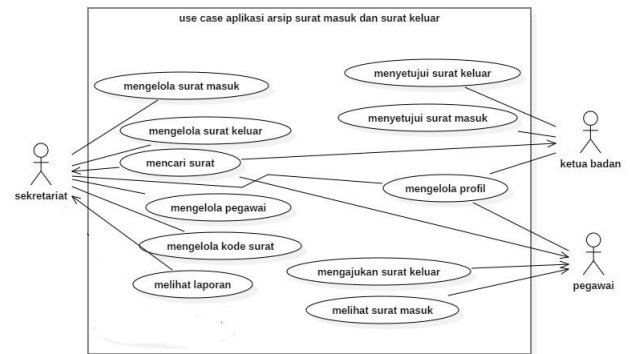 use case aplikasi arsip surat masuk dan surat keluar
menyetujui surat keluar
mengelola surat masuk
menyetujui surat masuk
mengelola surat keluar
mencari surat
ketua badan
sekretariat
mengelola profil
mengelola pegawai
mengelola kode surat
mengajukan surat keluar
melihat laporan
pegawai
melihat surat masuk